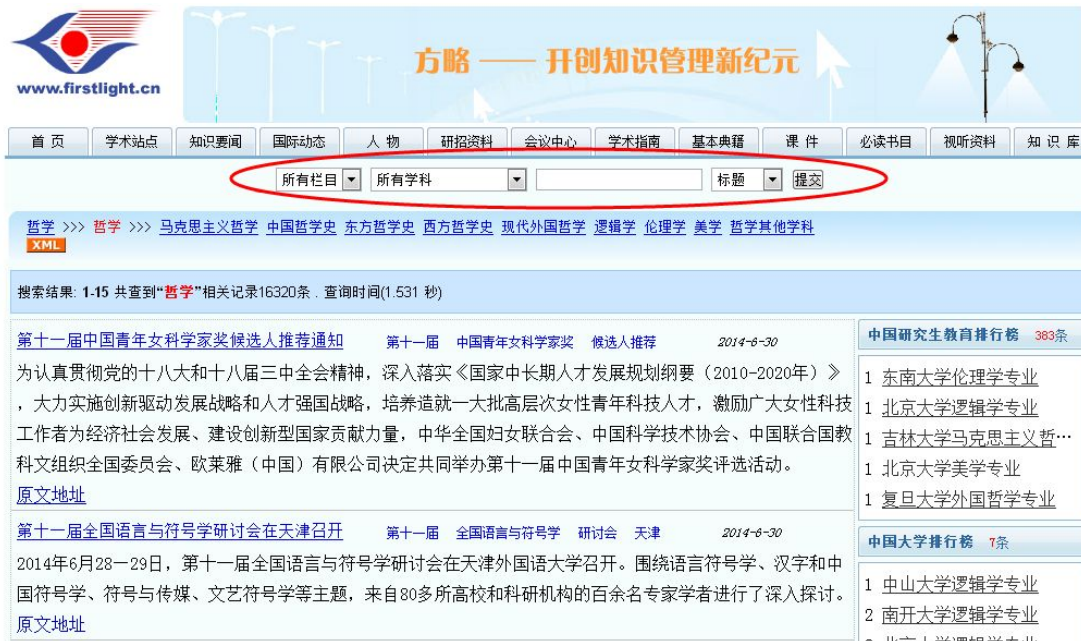 www.firstlight.cn
方略 —— 开创知识管理新纪元
首 页 学术站点 知识要闻 国际动态 人 物 研招资料 会议中心 学术指南 基本典籍 课 件 必读书目 视听资料 知 识 库
所有栏目 所有学科 标题 提交
哲学 >>> 哲学 >>> 马克思主义哲学 中国哲学史 东方哲学史 西方哲学史 现代外国哲学 逻辑学 伦理学 美学 哲学其他学科
XML
搜索结果: 1-15 共查到“哲学”相关记录16320条 . 查询时间(1.531 秒)
第十一届中国青年女科学家奖候选人推荐通知 第十一届 中国青年女科学家奖 候选人推荐 2014-6-30
为认真贯彻党的十八大和十八届三中全会精神，深入落实《国家中长期人才发展规划纲要（2010-2020年）》
，大力实施创新驱动发展战略和人才强国战略，培养造就一大批高层次女性青年科技人才，激励广大女性科技
工作者为经济社会发展、建设创新型国家贡献力量，中华全国妇女联合会、中国科学技术协会、中国联合国教
科文组织全国委员会、欧莱雅（中国）有限公司决定共同举办第十一届中国青年女科学家奖评选活动。
原文地址
第十一届全国语言与符号学研讨会在天津召开 第十一届 全国语言与符号学 研讨会 天津 2014-6-30
2014年6月28—29日，第十一届全国语言与符号学研讨会在天津外国语大学召开。围绕语言符号学、汉字和中
国符号学、符号与传媒、文艺符号学等主题，来自80多所高校和科研机构的百余名专家学者进行了深入探讨。
原文地址
中国研究生教育排行榜 383条
1 东南大学伦理学专业
1 北京大学逻辑学专业
1 吉林大学马克思主义哲…
1 北京大学美学专业
1 复旦大学外国哲学专业
中国大学排行榜 7条
1 中山大学逻辑学专业
2 南开大学逻辑学专业